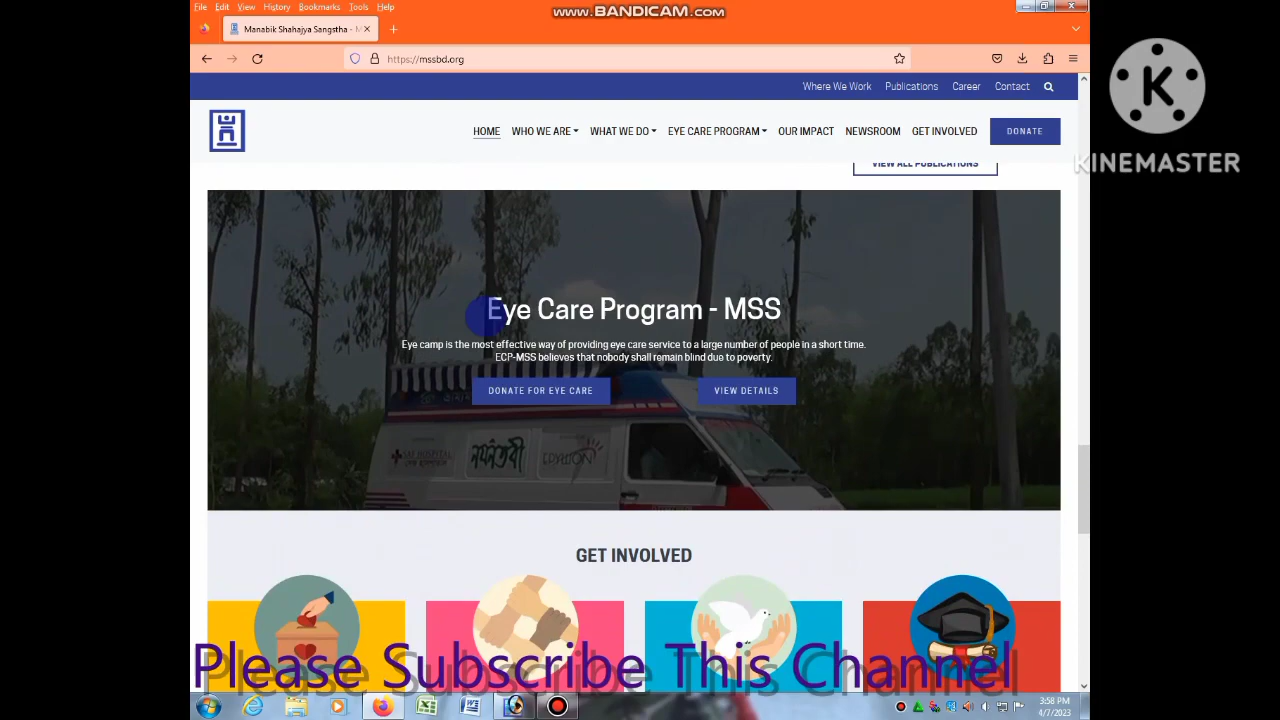 www.BANDICAM.com
File Edit View History Bookmarks Tools Help
Manabik Shahajya Sangstha - M
https://mssbd.org
Where We Work Publications Career Contact
HOME WHO WE ARE WHAT WE DO EYE CARE PROGRAM OUR IMPACT NEWSROOM GET INVOLVED DONATE
KINEMASTER
VIEW ALL PUBLICATIONS
Eye Care Program - MSS
Eye camp is the most effective way of providing eye care service to a large number of people in a short time.
ECP-MSS believes that nobody shall remain blind due to poverty.
DONATE FOR EYE CARE VIEW DETAILS
SAJ HOSPITAL নয়নতরী EPYLLION
GET INVOLVED
Please Subscribe This Channel
3:58 PM
4/7/2023